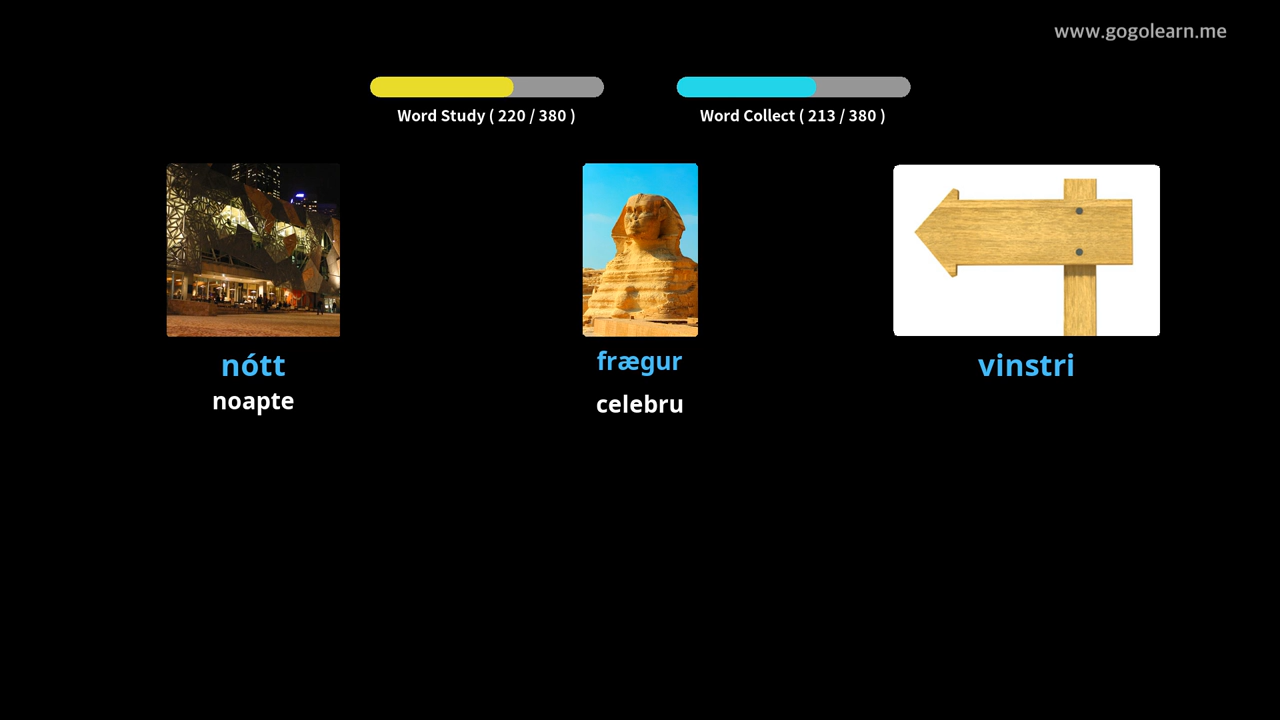 www.gogolearn.me
Word Study ( 220 / 380 )
Word Collect ( 213 / 380 )
nótt
noapte
frægur
celebru
vinstri